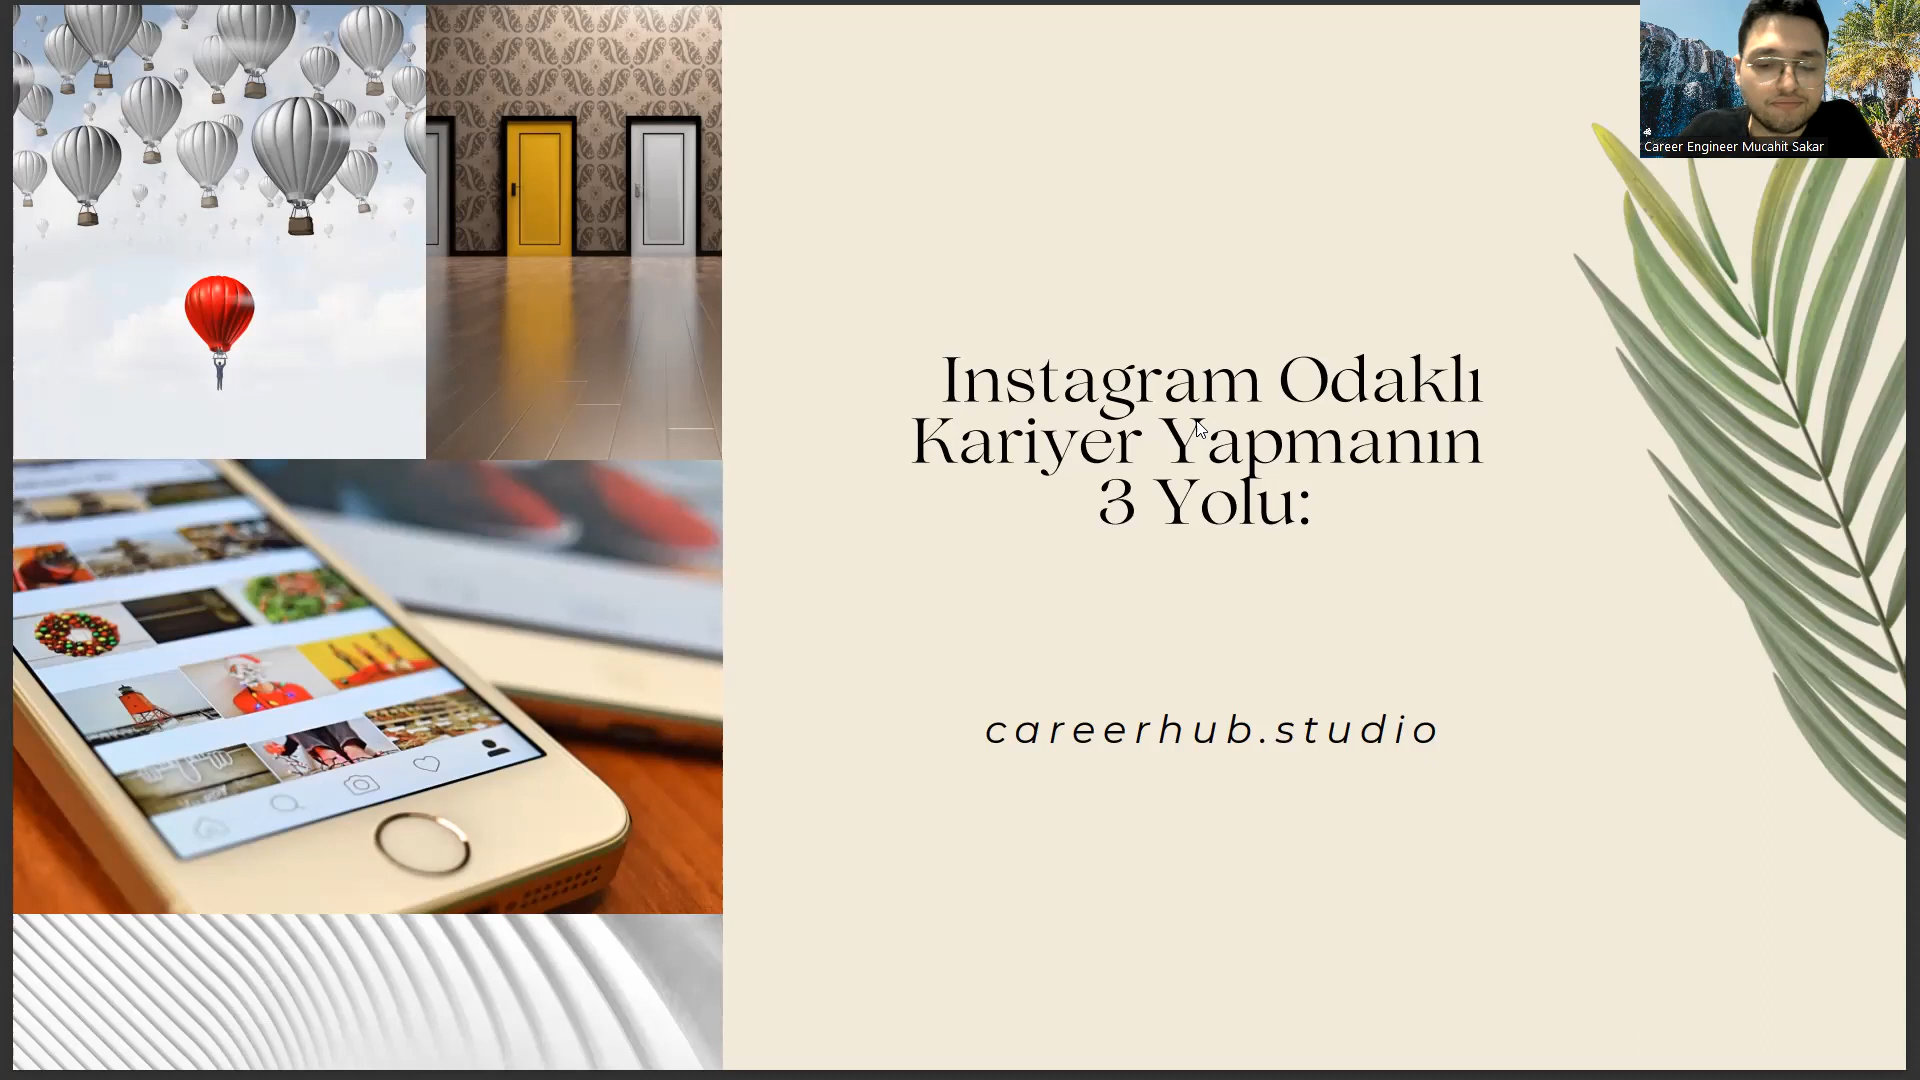 Career Engineer Mucahit Sakar
Instagram Odaklı
Kariyer Yapmanın
3 Yolu:
careerhub.studio